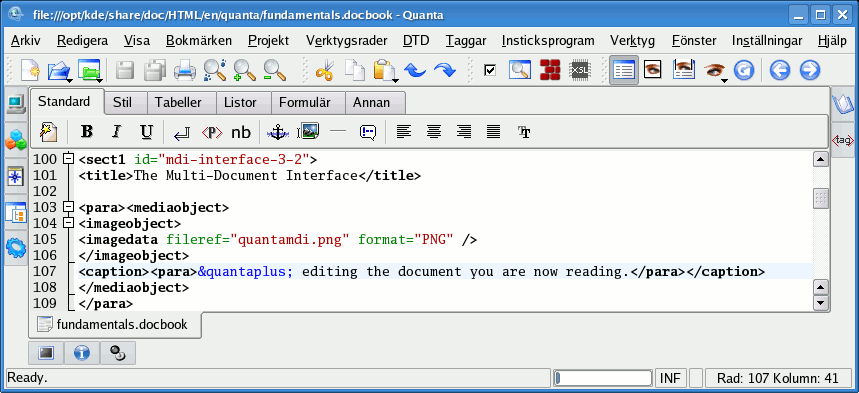 file:///opt/kde/share/doc/HTML/en/quanta/fundamentals.docbook - Quanta
Arkiv Redigera Visa Bokmärken Projekt Verktygsrader DTD Taggar Insticksprogram Verktyg Fönster Inställningar Hjälp
XSL
Standard Stil Tabeller Listor Formulär Annan
B I U <P> nb
<tag>
100 <sect1 id="mdi-interface-3-2">
101 <title>The Multi-Document Interface</title>
102
103 <para><mediaobject>
104 <imageobject>
105 <imagedata fileref="quantamdi.png" format="PNG" />
106 </imageobject>
107 <caption><para>&quantaplus; editing the document you are now reading.</para></caption>
108 </mediaobject>
109 </para>
fundamentals.docbook
Ready. INF Rad: 107 Kolumn: 41